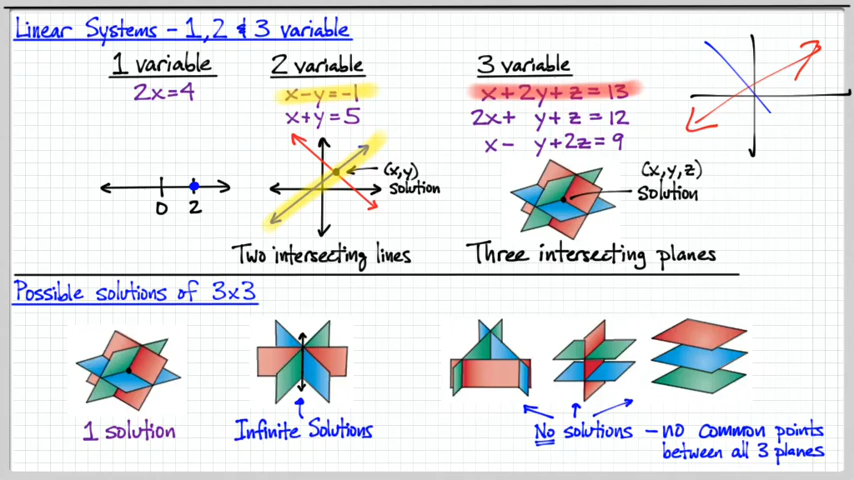 Linear Systems - 1, 2 & 3 variable
1 variable
2x=4
0 2
2 variable
x-y=-1
x+y=5
(x,y)
solution
Two intersecting lines
3 variable
x+2y+z=13
2x+ y+z=12
x- y+2z=9
(x,y,z)
solution
Three intersecting planes
Possible solutions of 3x3
1 solution
Infinite Solutions
No solutions - no common points
between all 3 planes